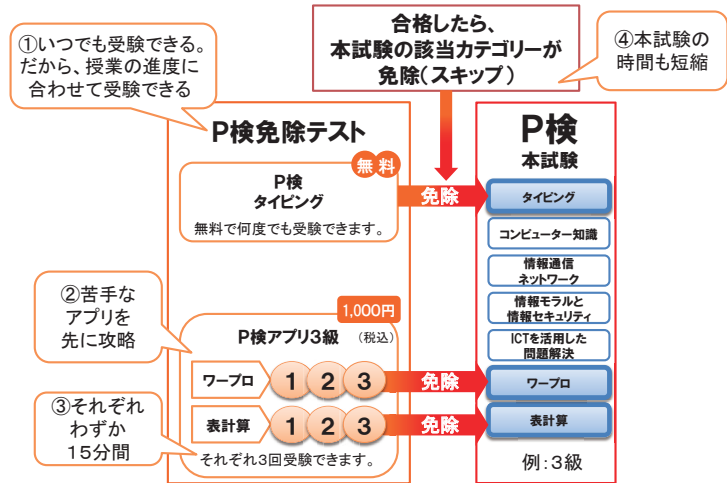 ①いつでも受験できる。
だから、授業の進度に
合わせて受験できる
合格したら、
本試験の該当カテゴリーが
免除(スキップ)
④本試験の
時間も短縮
P検免除テスト
無料
P検
タイピング
無料で何度でも受験できます。
免除
②苦手な
アプリを
先に攻略
1,000円
P検アプリ3級 (税込)
ワープロ 1 2 3 免除
③それぞれ
わずか
15分間
表計算 1 2 3 免除
それぞれ3回受験できます。
P検
本試験
タイピング
コンピューター知識
情報通信
ネットワーク
情報モラルと
情報セキュリティ
ICTを活用した
問題解決
ワープロ
表計算
例:3級